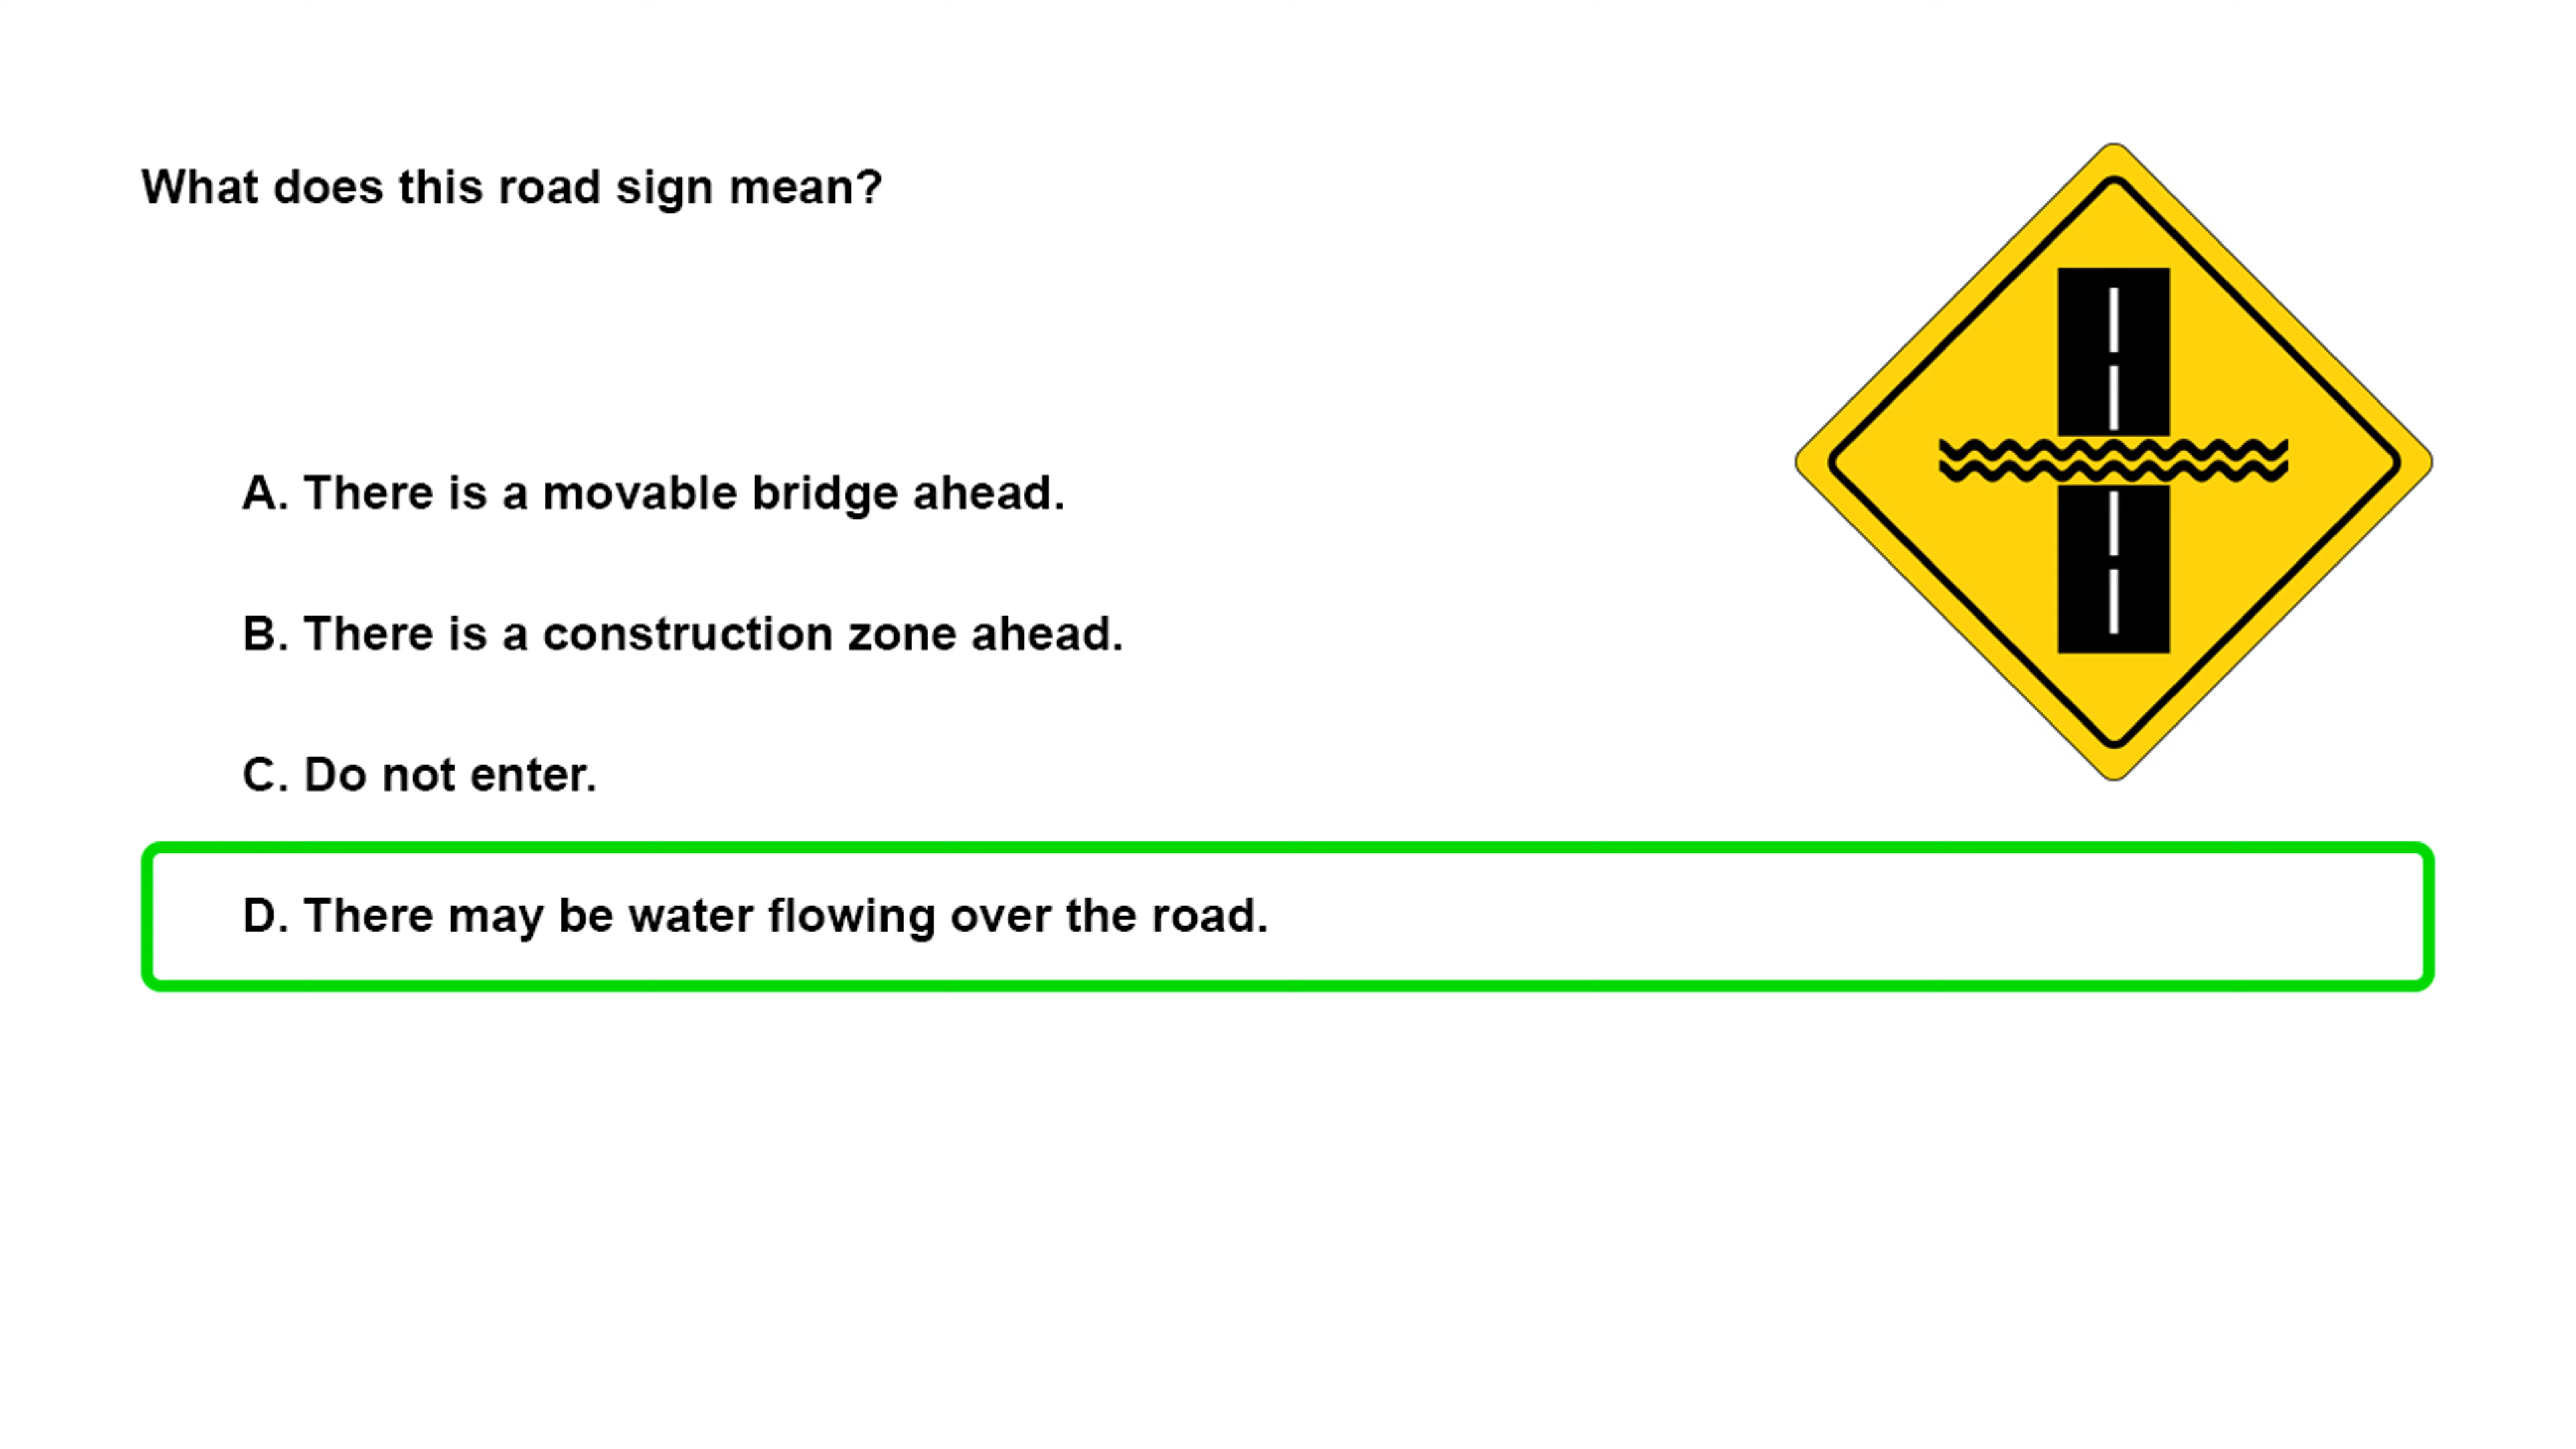 What does this road sign mean?
A. There is a movable bridge ahead.
B. There is a construction zone ahead.
C. Do not enter.
D. There may be water flowing over the road.